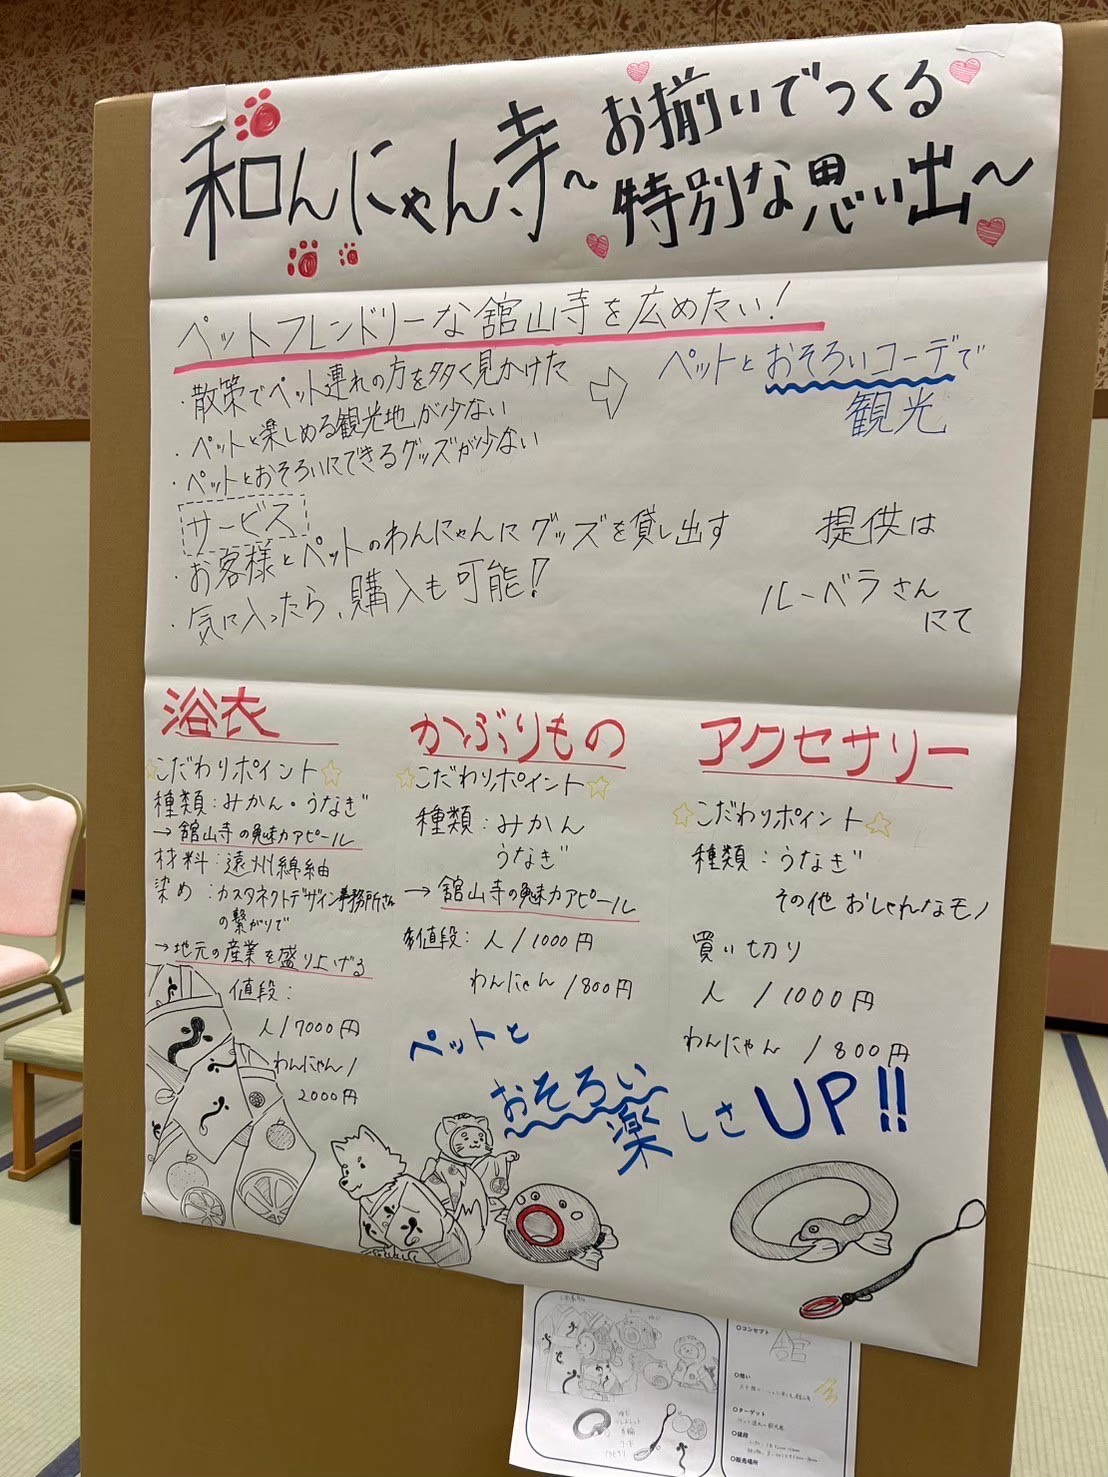 和んにゃん寺〜お揃いでつくる
特別な思い出〜
ペットフレンドリーな舘山寺を広めたい!
・散策でペット連れの方を多く見かけた
・ペットと楽しめる観光地が少ない
・ペットとおそろいにできるグッズが少ない
⇨ ペットとおそろいコーデで
観光
サービス
・お客様とペットのわんにゃんにグッズを貸し出す
・気に入ったら、購入も可能!
提供は
ルーベラさん
にて
浴衣
☆こだわりポイント☆
種類:みかん・うなぎ
→舘山寺の魅力アピール
材料:遠州綿紬
染め:カスタネクトデザイン事務所さん
の繋がりで
→地元の産業を盛り上げる
値段:
人/7000円
わんにゃん/
2000円
かぶりもの
☆こだわりポイント☆
種類:みかん
うなぎ
→舘山寺の魅力アピール
値段:人/1000円
わんにゃん/800円
アクセサリー
☆こだわりポイント☆
種類:うなぎ
その他おしゃれなモノ
買い切り
人/1000円
わんにゃん/800円
ペットと
おそろい
楽しさUP!!
○コンセプト
○想い
○ターゲット
○値段
○販売場所